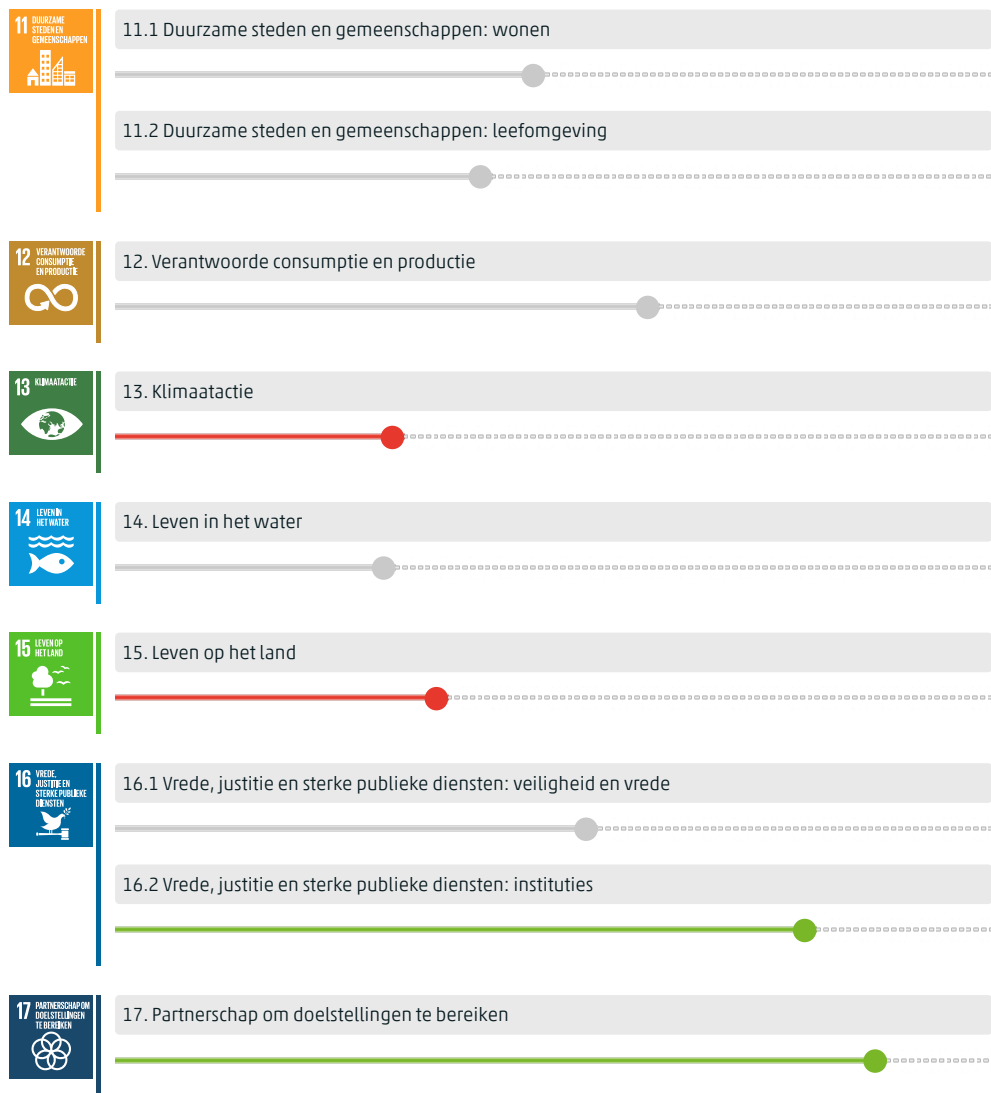 11 DUURZAME
STEDEN EN
GEMEENSCHAPPEN
11.1 Duurzame steden en gemeenschappen: wonen
11.2 Duurzame steden en gemeenschappen: leefomgeving
12 VERANTWOORDE
CONSUMPTIE
EN PRODUCTIE
12. Verantwoorde consumptie en productie
13 KLIMAATACTIE
13. Klimaatactie
14 LEVEN IN
HET WATER
14. Leven in het water
15 LEVEN OP
HET LAND
15. Leven op het land
16 VREDE,
JUSTITIE EN
STERKE PUBLIEKE
DIENSTEN
16.1 Vrede, justitie en sterke publieke diensten: veiligheid en vrede
16.2 Vrede, justitie en sterke publieke diensten: instituties
17 PARTNERSCHAP OM
DOELSTELLINGEN
TE BEREIKEN
17. Partnerschap om doelstellingen te bereiken